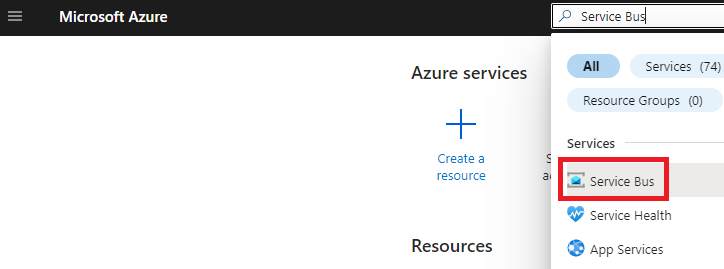 Microsoft Azure
Service Bus
All
Services (74)
Resource Groups (0)
Azure services
Create a
resource
Services
Service Bus
Service Health
App Services
Resources